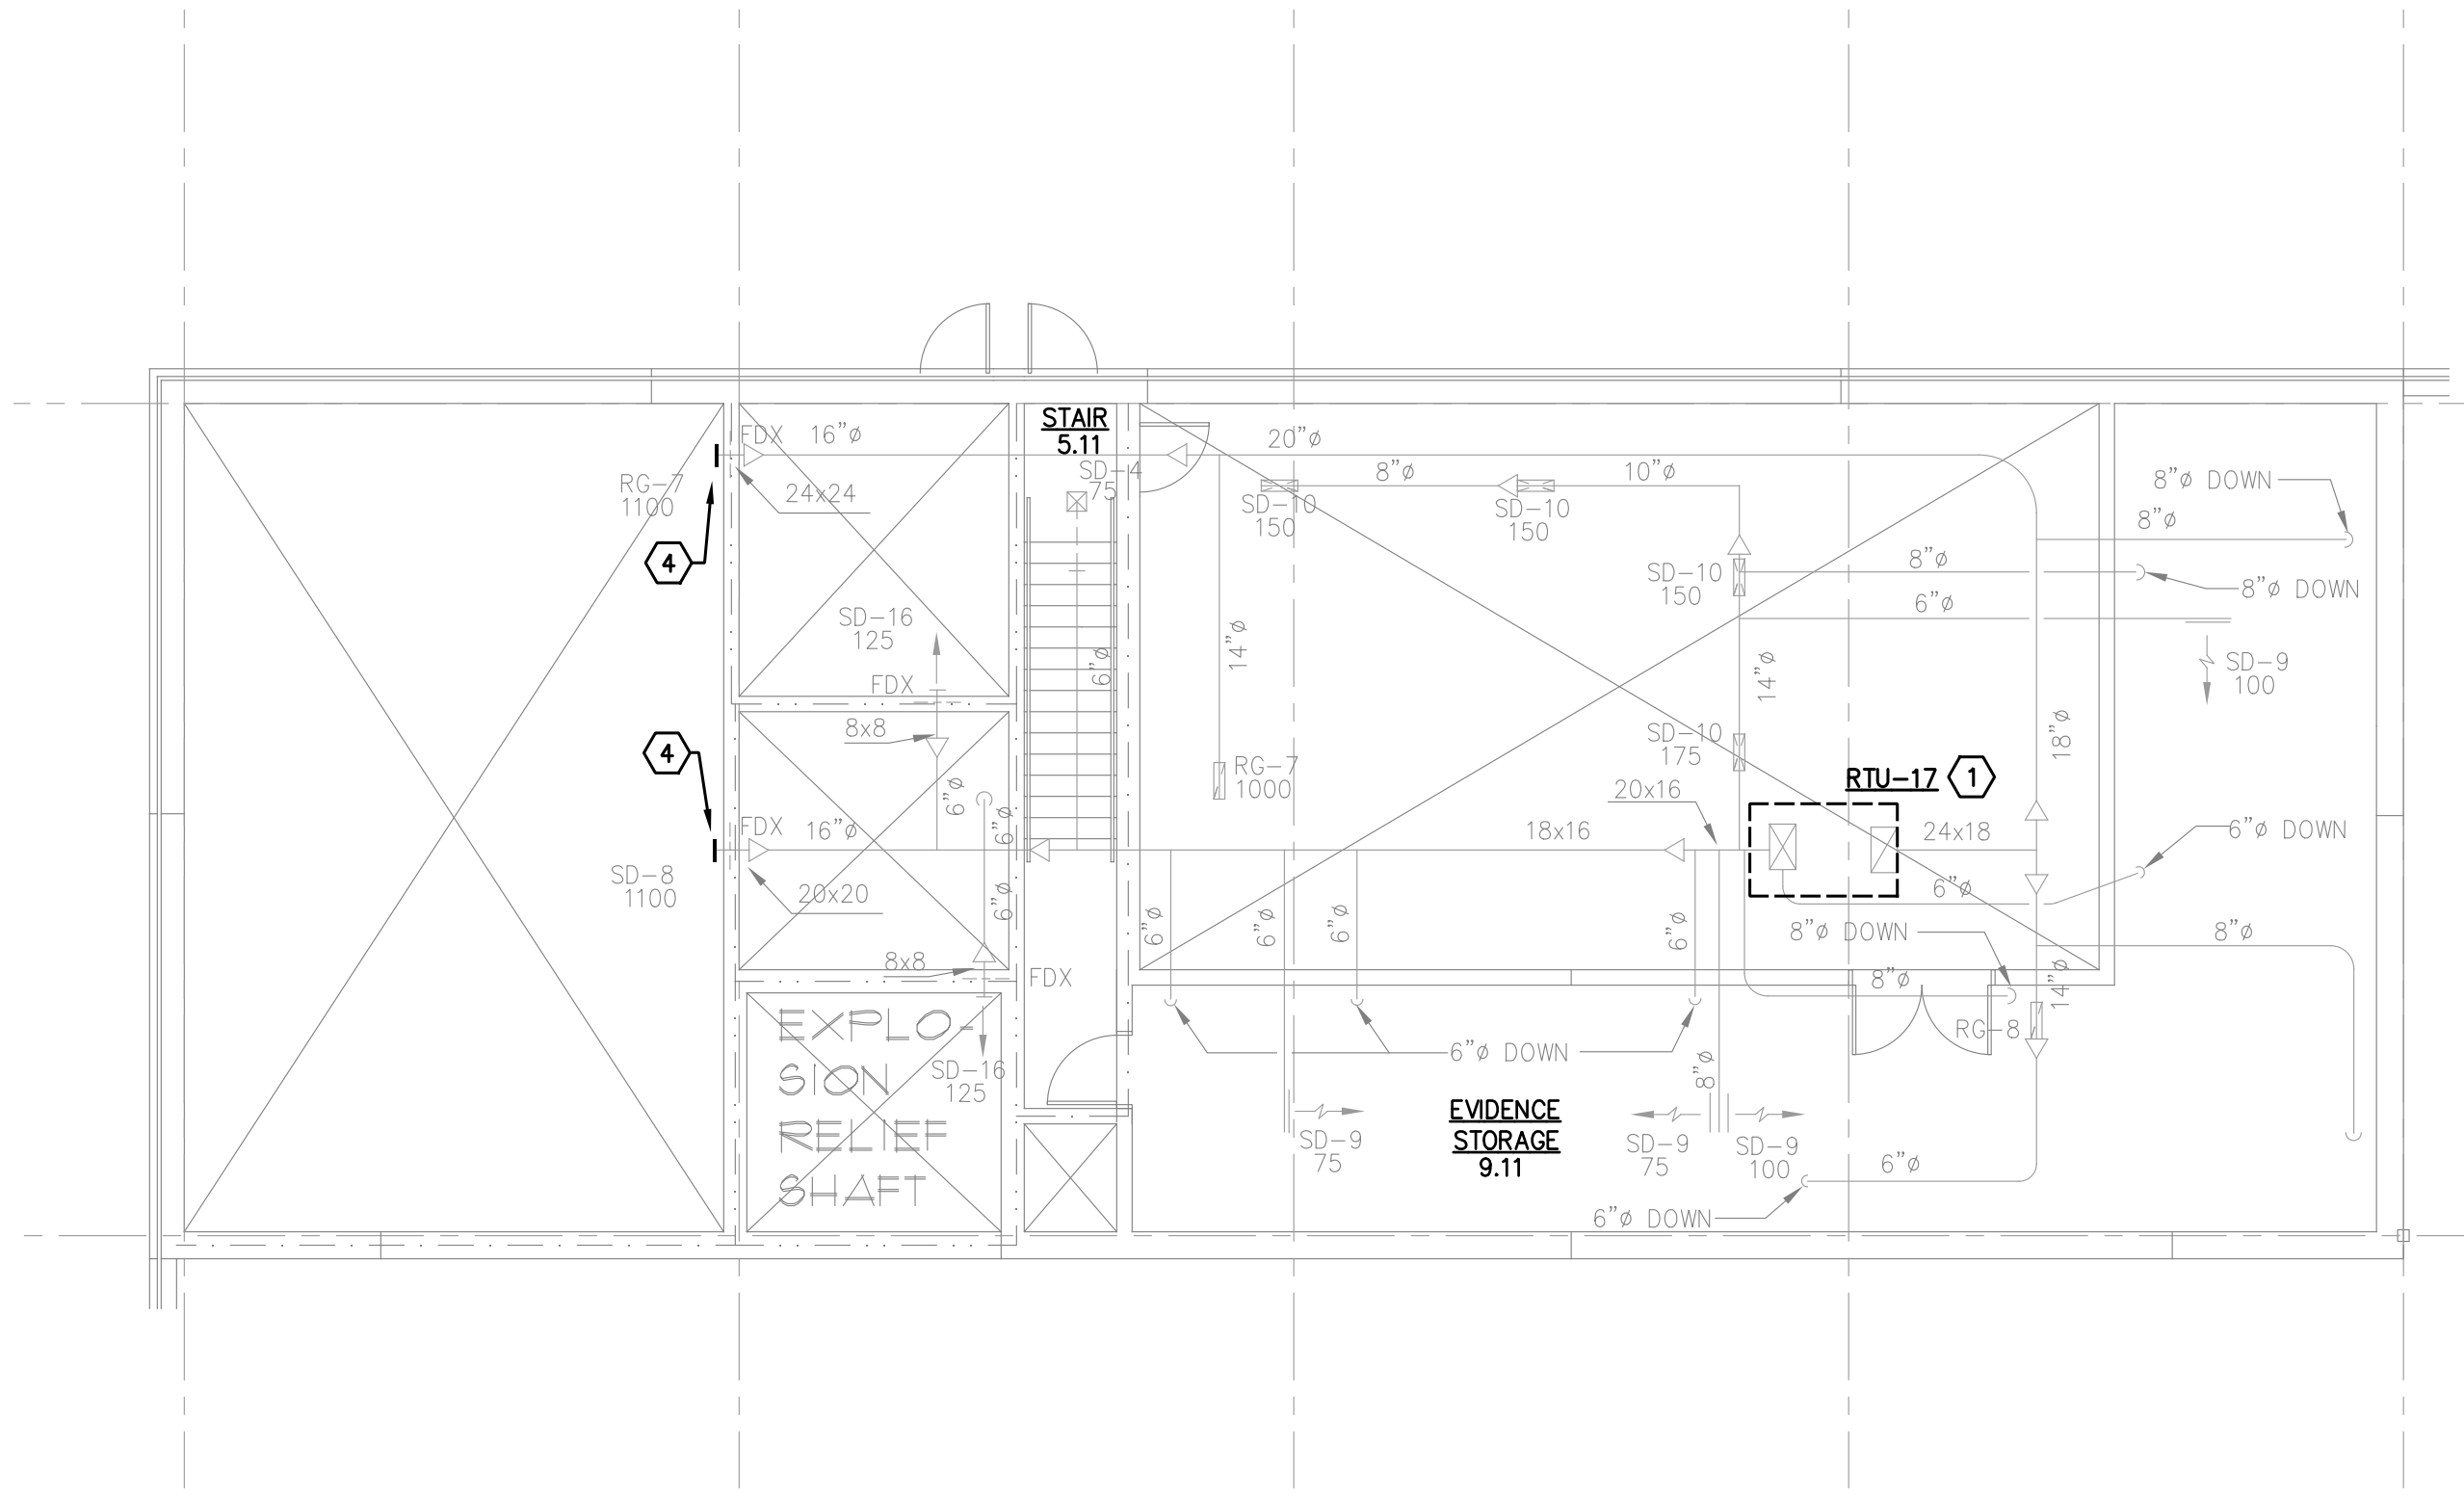 STAIR
5.11
FDX
16"ø
20"ø
SD-4
75
8"ø
10"ø
RG-7
1100
24x24
SD-10
150
SD-10
150
8"ø DOWN
8"ø
4
SD-10
150
8"ø
8"ø DOWN
6"ø
SD-16
125
6"ø
14"ø
14"ø
SD-9
100
FDX
8x8
4
SD-10
175
18"ø
RG-7
1000
20x16
RTU-17
1
6"ø
6"ø
FDX
16"ø
18x16
24x18
6"ø DOWN
SD-8
1100
20x20
6"ø
6"ø
6"ø
6"ø
6"ø
6"ø
8"ø DOWN
8"ø
8x8
FDX
8"ø
14"ø
EXPLO-
SION
RELIEF
SHAFT
RG-8
6"ø DOWN
SD-16
125
8"ø
EVIDENCE
STORAGE
9.11
SD-9
75
SD-9
75
SD-9
100
6"ø
6"ø DOWN